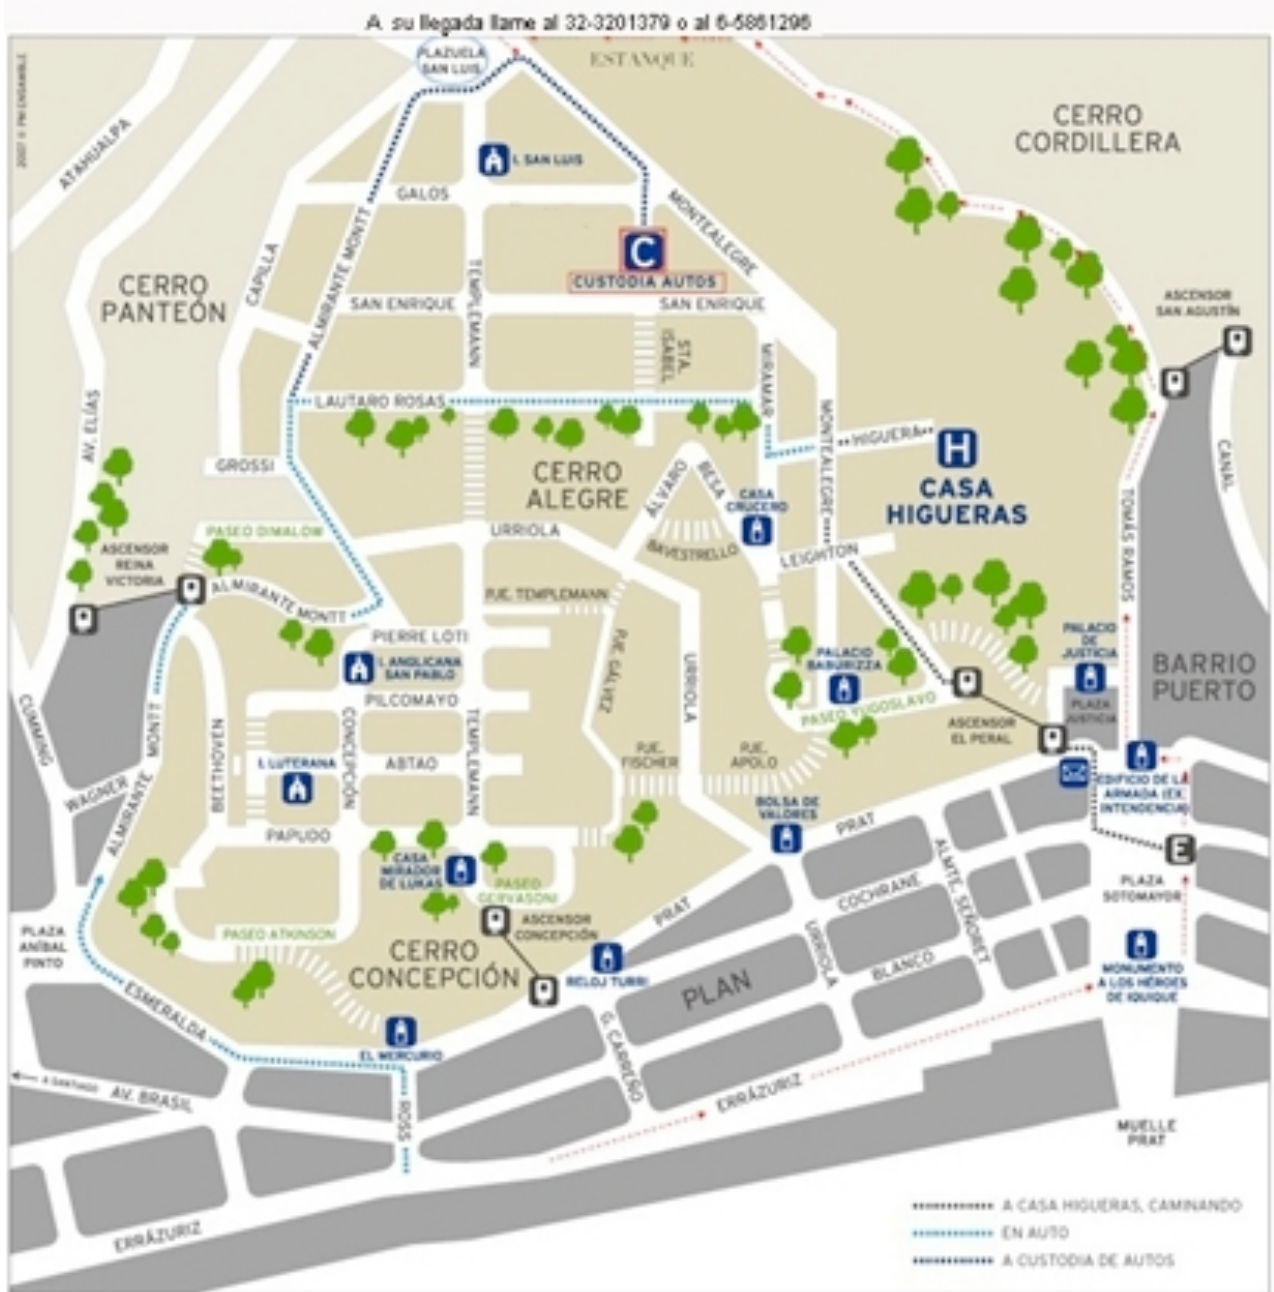 A su llegada llame al 32-3201379 o al 6-5861296
2007 © PM ENSAMBLE
PLAZUELA
SAN LUIS
ESTANQUE
CERRO
CORDILLERA
ATAHUALPA
I. SAN LUIS
GALOS
MONTEALEGRE
CERRO
PANTEÓN
CAPILLA
ALMIRANTE MONTT
TEMPLEMANN
C
CUSTODIA AUTOS
SAN ENRIQUE
SAN ENRIQUE
ASCENSOR
SAN AGUSTÍN
STA.
ISABEL
MIRAMAR
AV. ELÍAS
LAUTARO ROSAS
MONTEALEGRE
HIGUERA
H
CASA
HIGUERAS
CANAL
GROSSI
CERRO
ALEGRE
ÁLVARO
BESA
CASA
CRUCERO
TOMÁS RAMOS
PASEO DIMALOW
URRIOLA
BAVESTRELLO
LEIGHTON
ASCENSOR
REINA
VICTORIA
ALMIRANTE MONTT
PJE. TEMPLEMANN
PIERRE LOTI
PJE. GÁLVEZ
URRIOLA
I. ANGLICANA
SAN PABLO
PALACIO
BABURIZZA
PALACIO
DE
JUSTICIA
BARRIO
PUERTO
PILCOMAYO
PASEO YUGOSLAVO
PLAZA
JUSTICIA
CUMMING
ALMIRANTE MONTT
BEETHOVEN
CONCEPCIÓN
TEMPLEMANN
ASCENSOR
EL PERAL
I. LUTERANA
ABTAO
PJE.
FISCHER
PJE.
APOLO
WAGNER
EDIFICIO DE LA
ARMADA (EX
INTENDENCIA)
BOLSA DE
VALORES
PAPUDO
PRAT
E
CASA
MIRADOR
DE LUKAS
PASEO
GERVASONI
COCHRANE
ALMTE. SEÑORET
PLAZA
SOTOMAYOR
PRAT
ASCENSOR
CONCEPCIÓN
PLAZA
ANÍBAL
PINTO
PASEO ATKINSON
CERRO
CONCEPCIÓN
RELOJ TURRI
URRIOLA
BLANCO
MONUMENTO
A LOS HÉROES
DE IQUIQUE
PLAN
ESMERALDA
EL MERCURIO
G. CARREÑO
A SANTIAGO
AV. BRASIL
ROSS
ERRÁZURIZ
MUELLE
PRAT
ERRÁZURIZ
A CASA HIGUERAS, CAMINANDO
EN AUTO
A CUSTODIA DE AUTOS